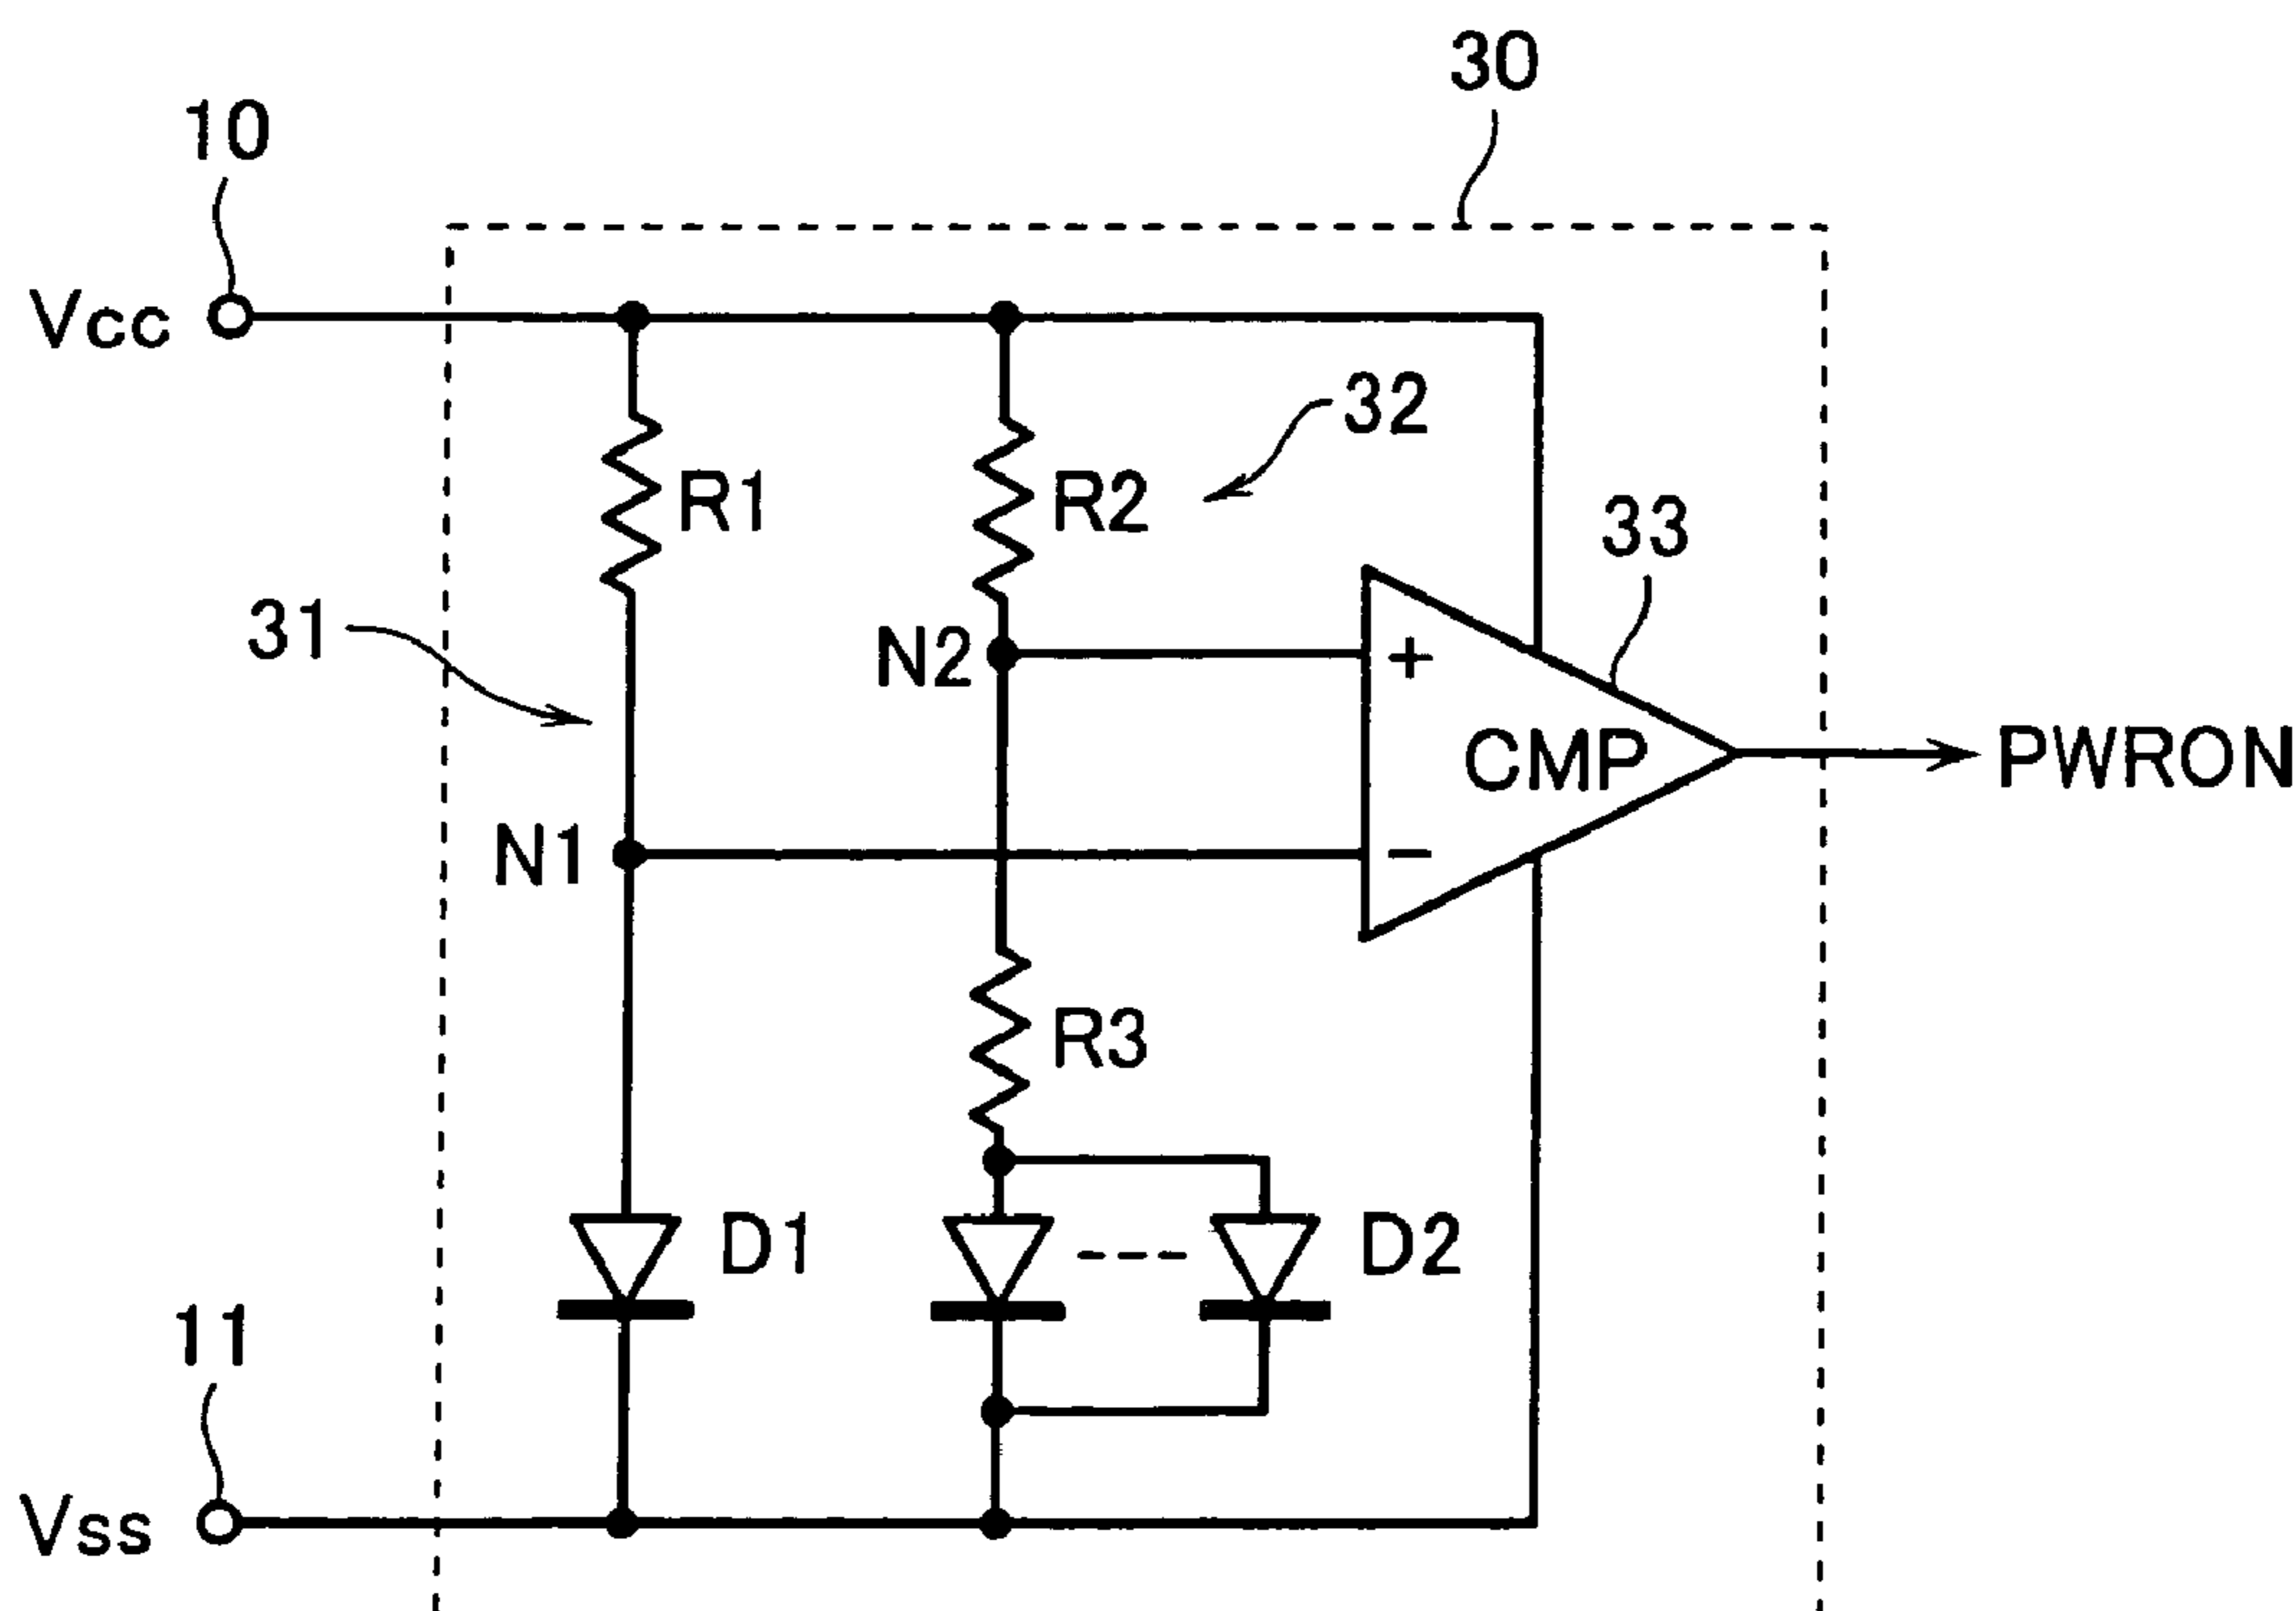 30
10
Vcc
32
R1
R2
33
31
N2
+
CMP
PWRON
N1
−
R3
D1
D2
11
Vss